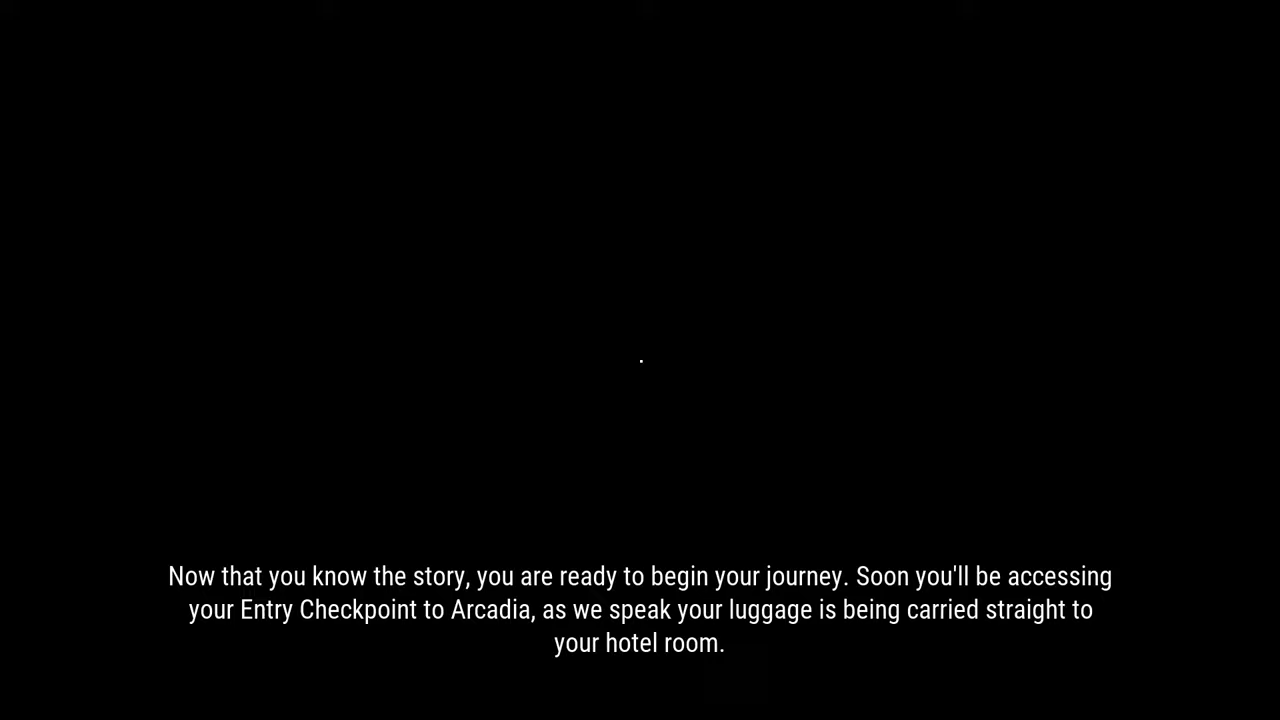 Now that you know the story, you are ready to begin your journey. Soon you'll be accessing
your Entry Checkpoint to Arcadia, as we speak your luggage is being carried straight to
your hotel room.